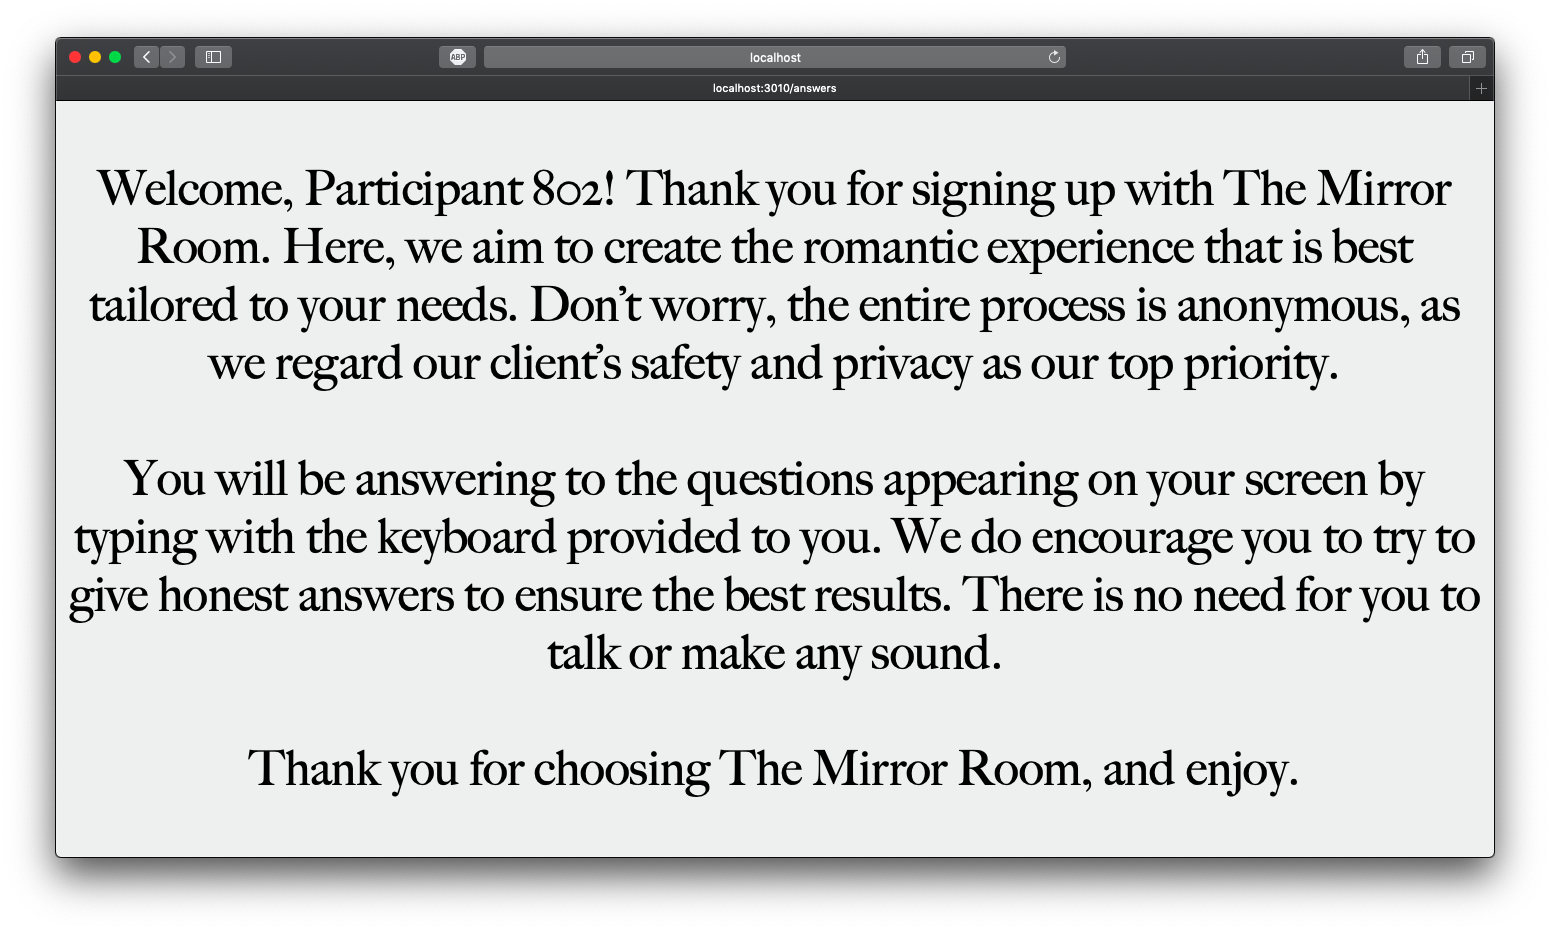 ABP
localhost
localhost:3010/answers
Welcome, Participant 802! Thank you for signing up with The Mirror
Room. Here, we aim to create the romantic experience that is best
tailored to your needs. Don’t worry, the entire process is anonymous, as
we regard our client’s safety and privacy as our top priority.
You will be answering to the questions appearing on your screen by
typing with the keyboard provided to you. We do encourage you to try to
give honest answers to ensure the best results. There is no need for you to
talk or make any sound.
Thank you for choosing The Mirror Room, and enjoy.